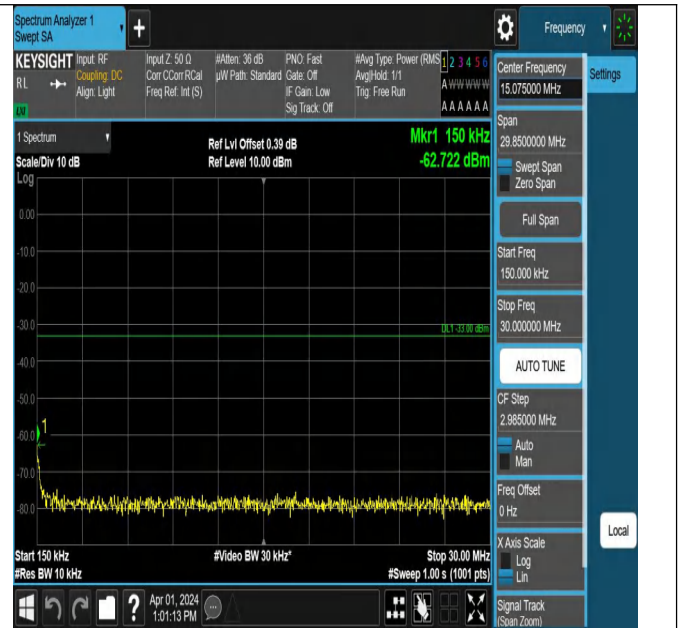 Spectrum Analyzer 1
Swept SA
Frequency
KEYSIGHT
RL
Input: RF
Coupling: DC
Align: Light
Input Z: 50 Ω
Corr CCorr RCal
Freq Ref: Int (S)
#Atten: 36 dB
µW Path: Standard
PNO: Fast
Gate: Off
IF Gain: Low
Sig Track: Off
#Avg Type: Power (RMS
Avg|Hold: 1/1
Trig: Free Run
1 2 3 4 5 6
A W W W W W
A A A A A A
1 Spectrum
Scale/Div 10 dB
Log
Ref Lvl Offset 0.39 dB
Ref Level 10.00 dBm
Mkr1 150 kHz
-62.722 dBm
0.00
-10.0
-20.0
-30.0
DL1 -33.00 dBm
-40.0
-50.0
1
-60.0
-70.0
-80.0
Start 150 kHz
#Res BW 10 kHz
#Video BW 30 kHz*
Stop 30.00 MHz
#Sweep 1.00 s (1001 pts)
Center Frequency
15.075000 MHz
Settings
Span
29.8500000 MHz
Swept Span
Zero Span
Full Span
Start Freq
150.000 kHz
Stop Freq
30.000000 MHz
AUTO TUNE
CF Step
2.985000 MHz
Auto
Man
Freq Offset
0 Hz
Local
X Axis Scale
Log
Lin
Signal Track
(Span Zoom)
?
Apr 01, 2024
1:01:13 PM